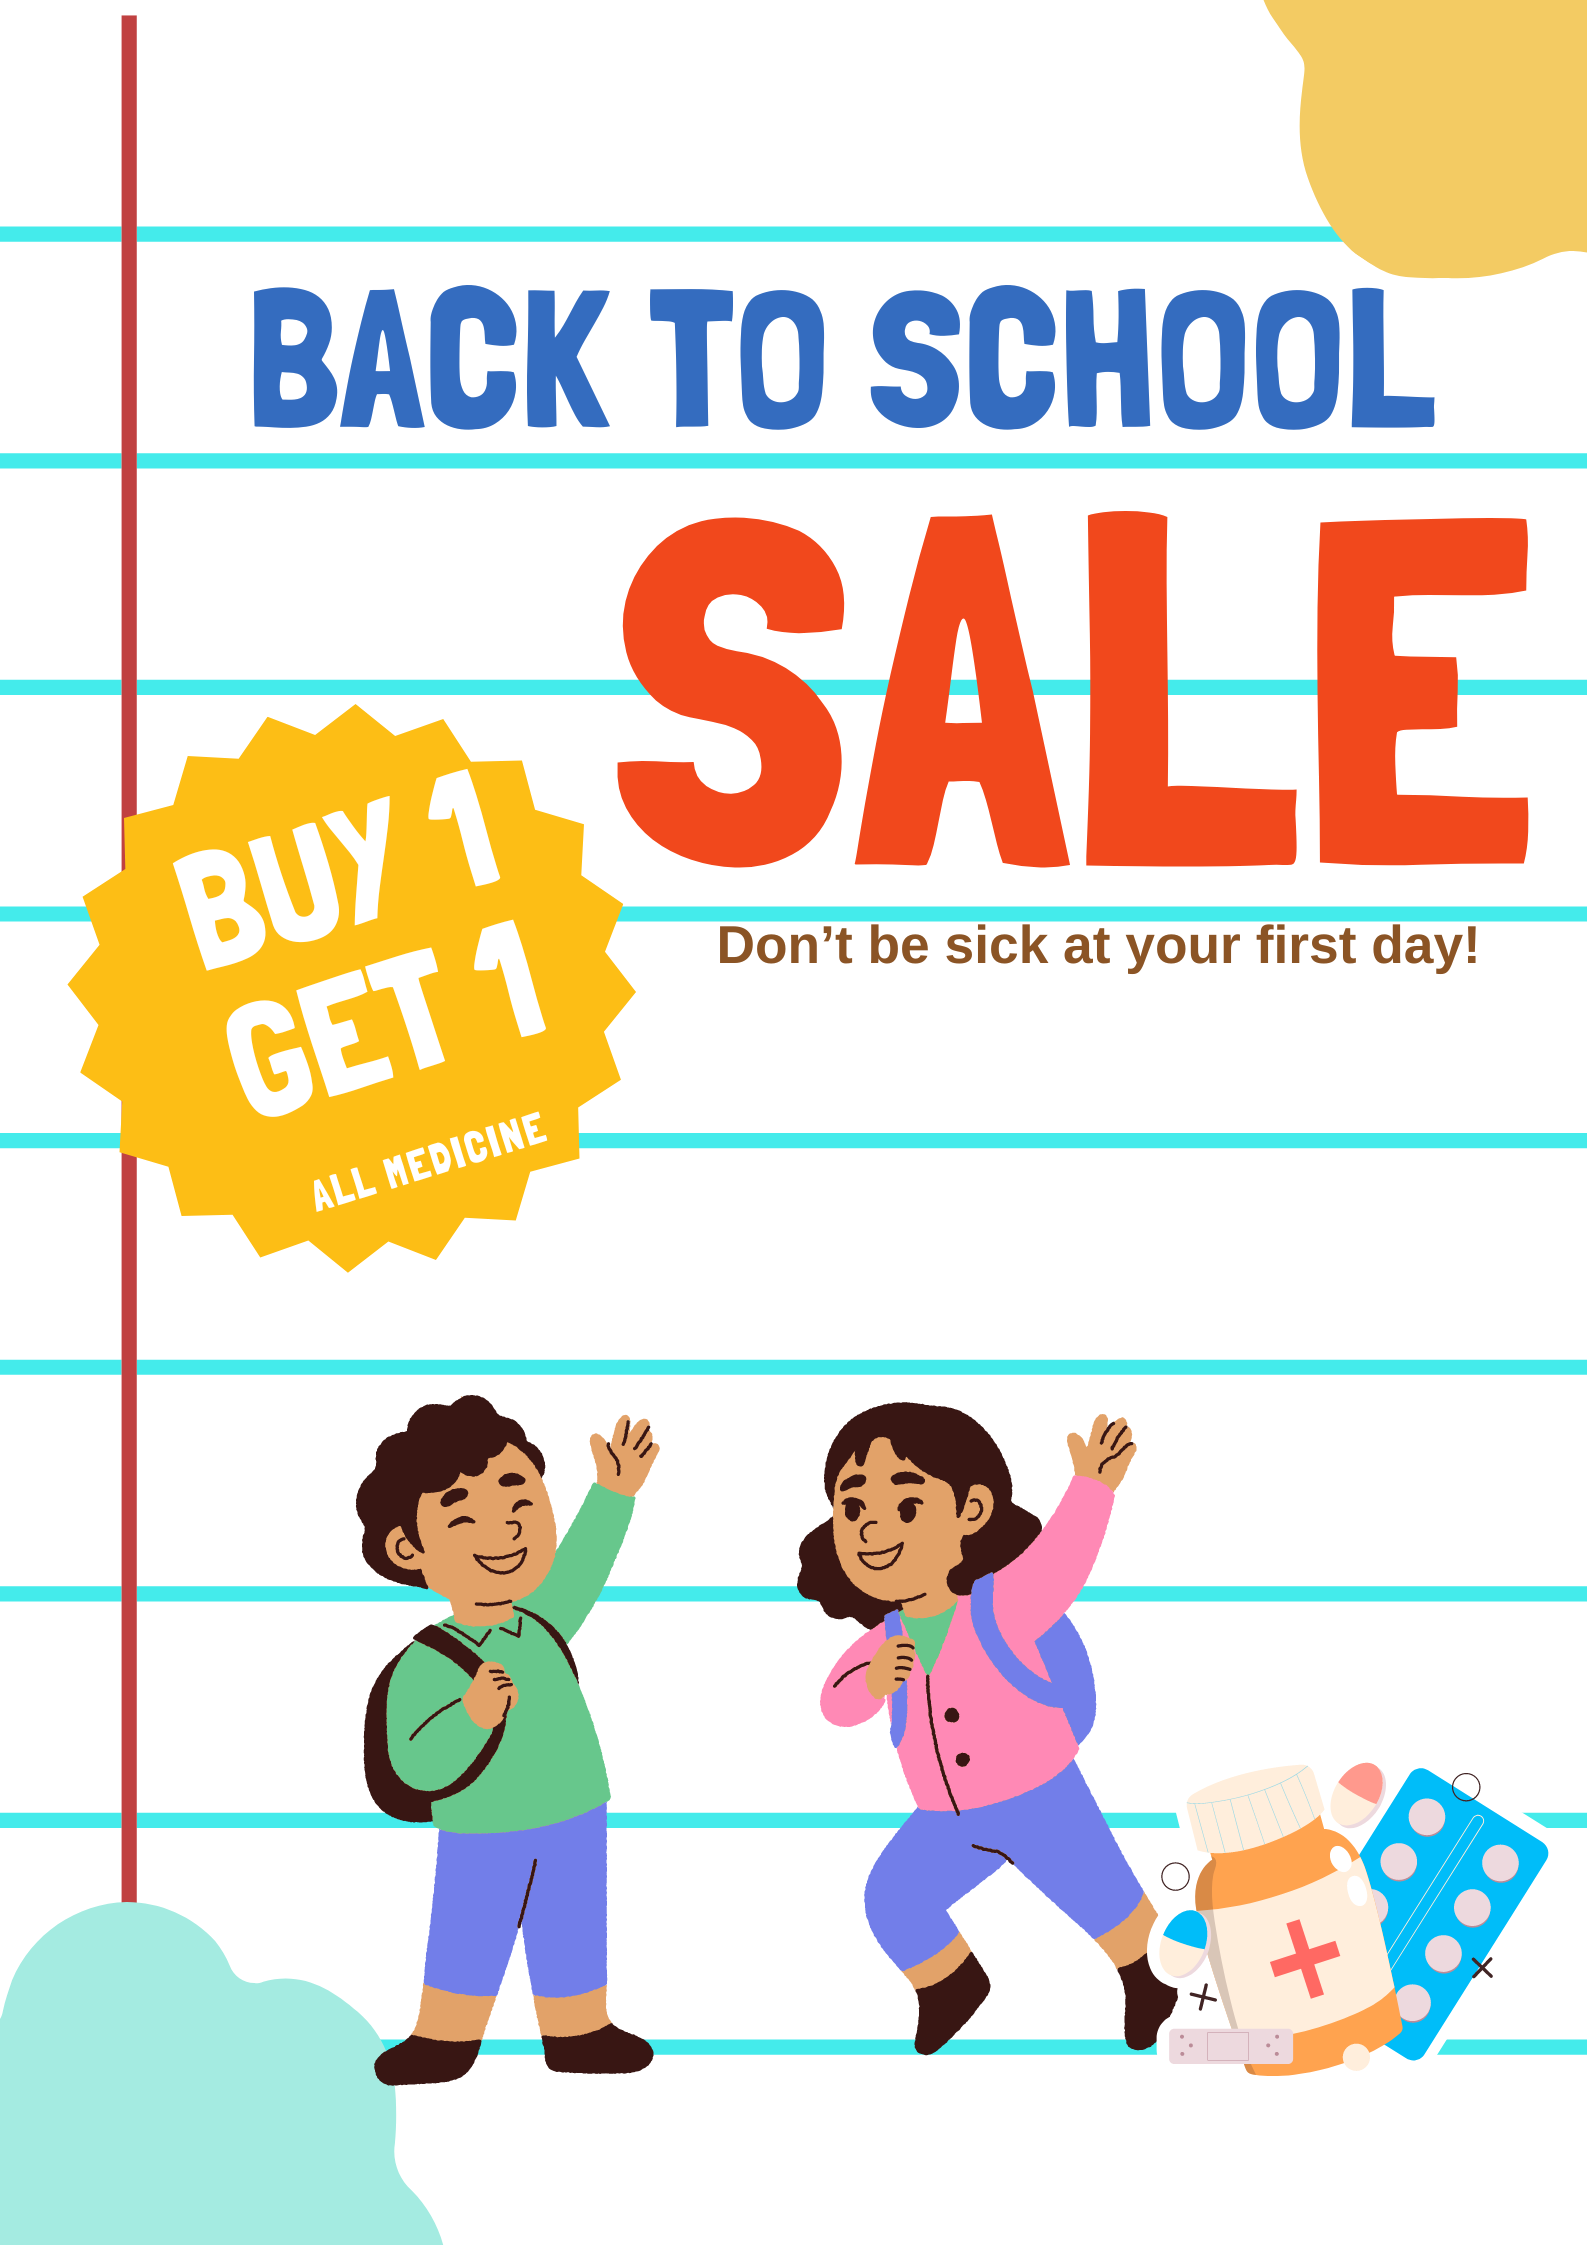 BACK TO SCHOOL
SALE
BUY 1
GET 1
ALL MEDICINE
Don’t be sick at your first day!